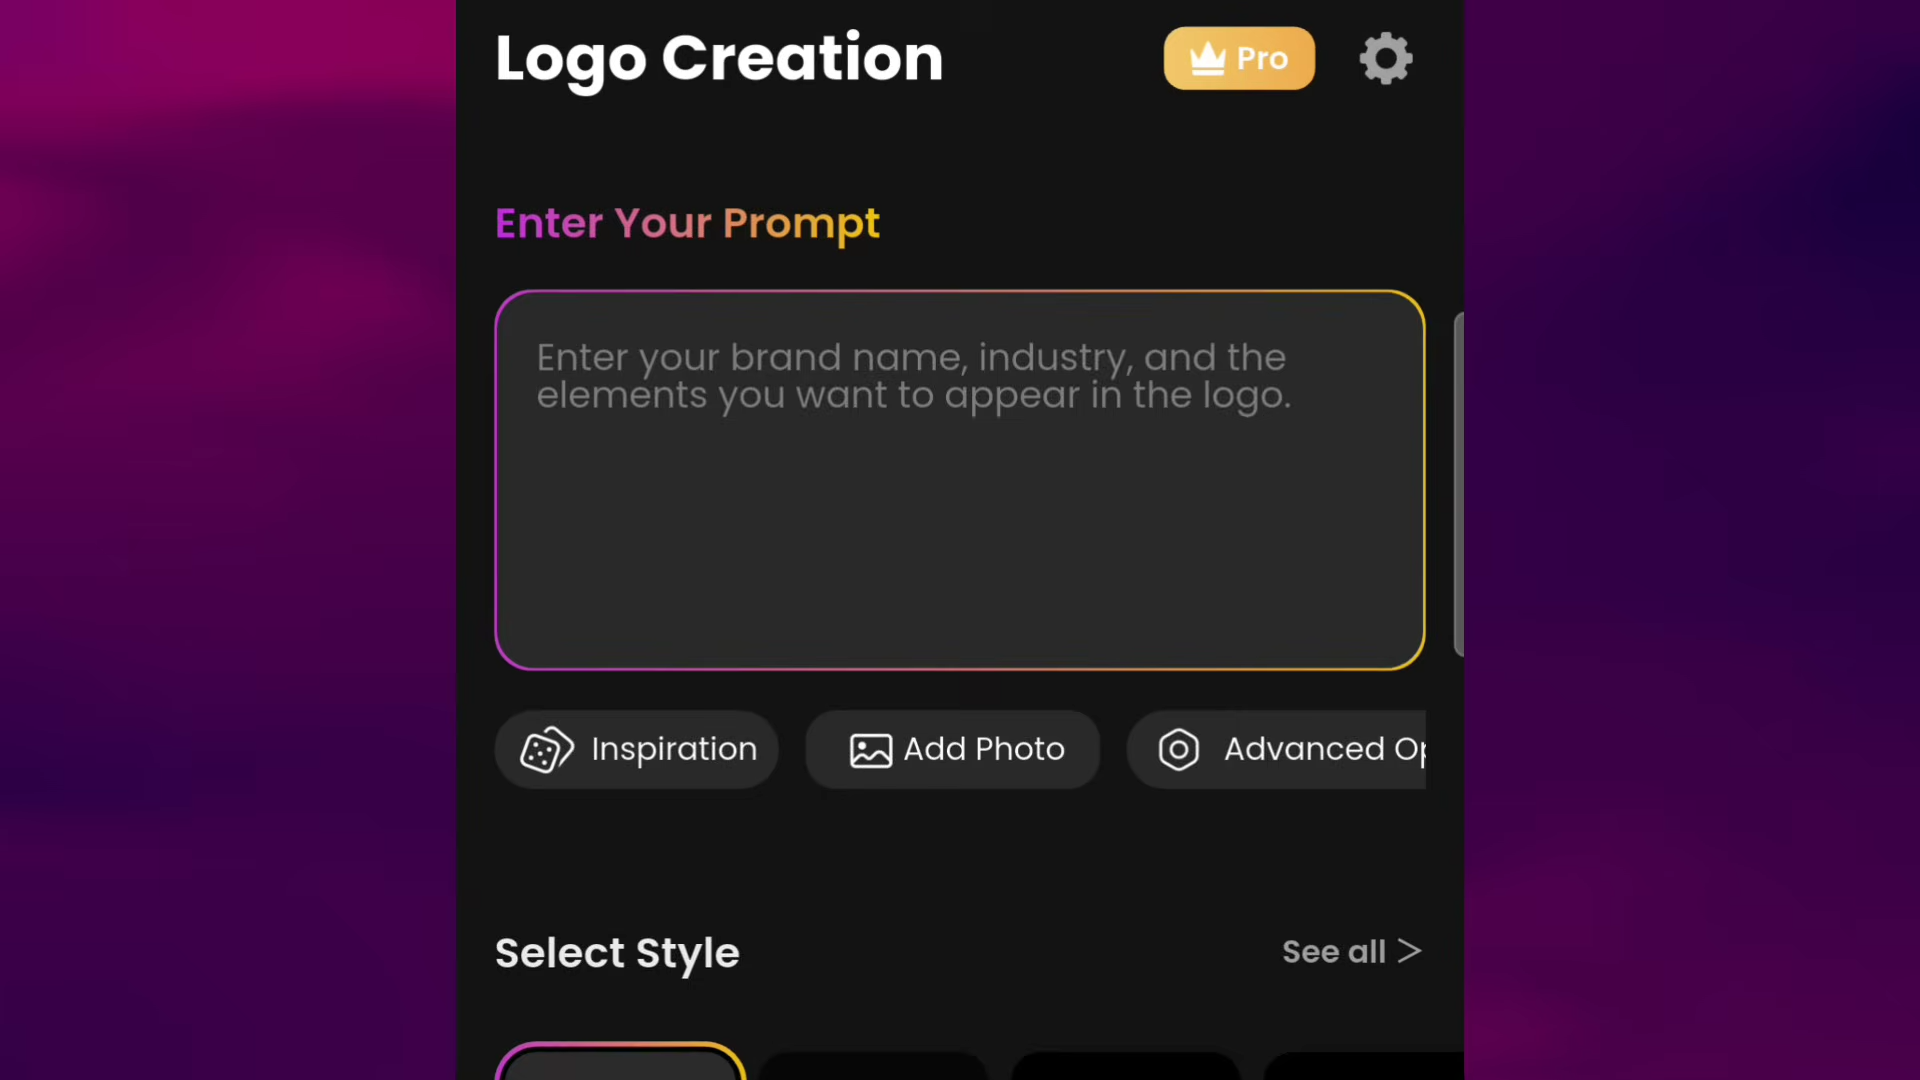 Logo Creation
Pro
Enter Your Prompt
Enter your brand name, industry, and the
elements you want to appear in the logo.
Inspiration
Add Photo
Advanced Op
Select Style
See all >